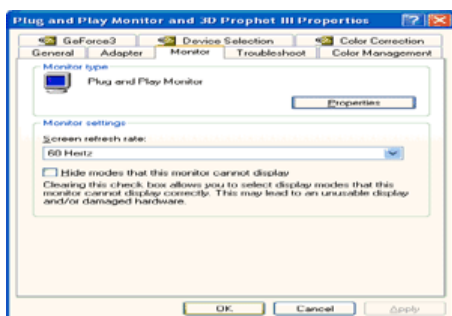 Plug and Play Monitor and 3D Prophet III Properties
GeForce3 Device Selection Color Correction
General Adapter Monitor Troubleshoot Color Management
Monitor type
Plug and Play Monitor
Properties
Monitor settings
Screen refresh rate:
60 Hertz
Hide modes that this monitor cannot display
Clearing this check box allows you to select display modes that this
monitor cannot display correctly. This may lead to an unusable display
and/or damaged hardware.
OK Cancel Apply